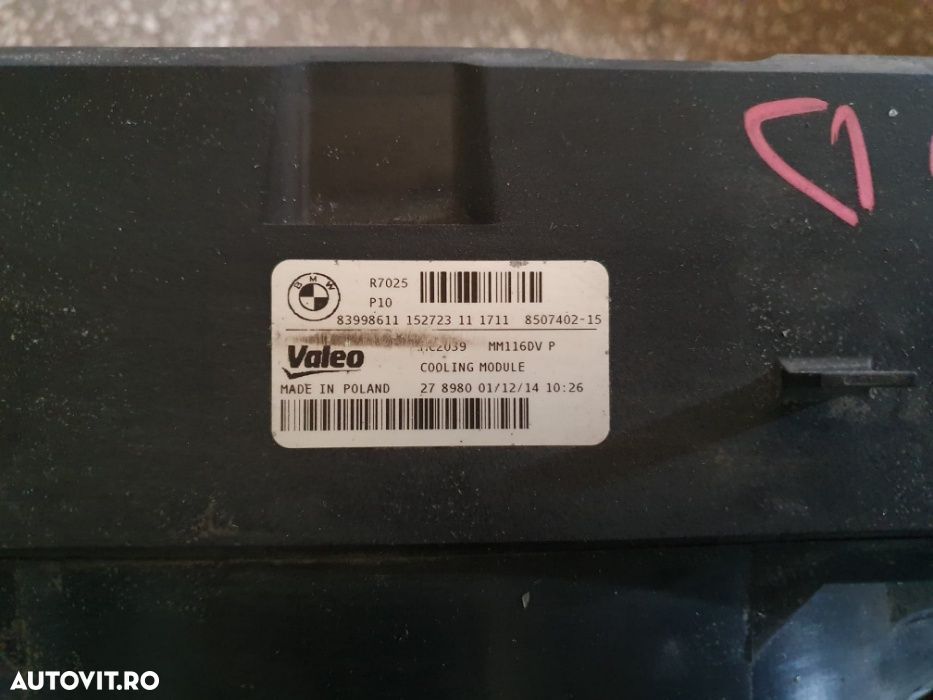 BMW
R7025
P10
83998611 152723 11 1711 8507402-15
Valeo
MM116DV P
COOLING MODULE
MADE IN POLAND
27 8980 01/12/14 10:26
AUTOVIT.RO